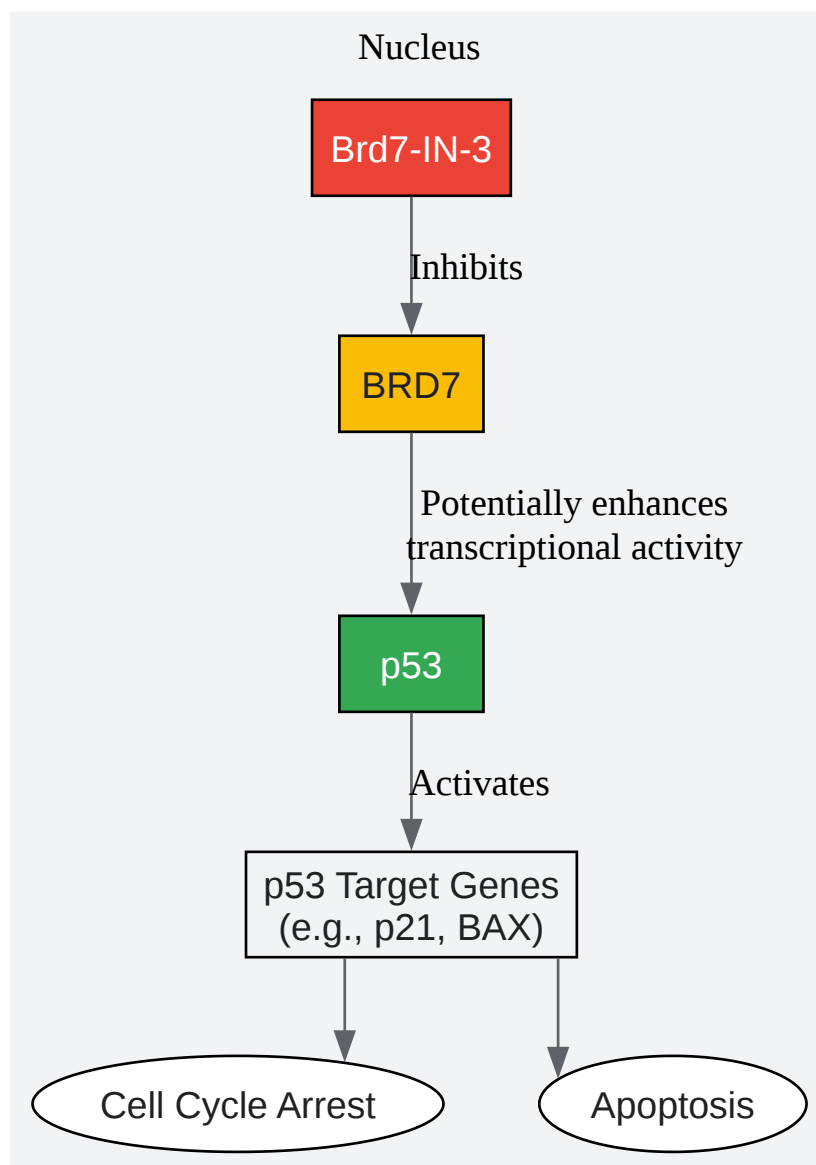 Nucleus
Brd7-IN-3
Inhibits
BRD7
Potentially enhances
transcriptional activity
p53
Activates
p53 Target Genes
(e.g., p21, BAX)
Cell Cycle Arrest
Apoptosis